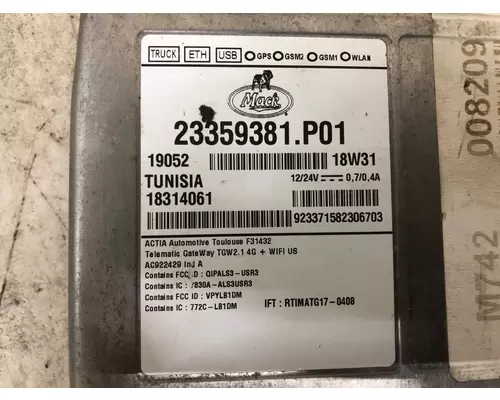 TRUCK ETH USB GPS GSM2 GSM1 WLAN
Mack
23359381.P01
19052 18W31
TUNISIA 12/24V 0,7/0,4A
18314061
923371582306703
ACTIA Automotive Toulouse F31432
Telematic GateWay TGW2.1 4G + WIFI US
AC922429 Ind A
Contains FCC ID : QIPALS3-USR3
Contains IC : 7830A-ALS3USR3
Contains FCC ID : VPYLB1DM
Contains IC : 772C-LB1DM
IFT : RTIMATG17-0408
008209
M742